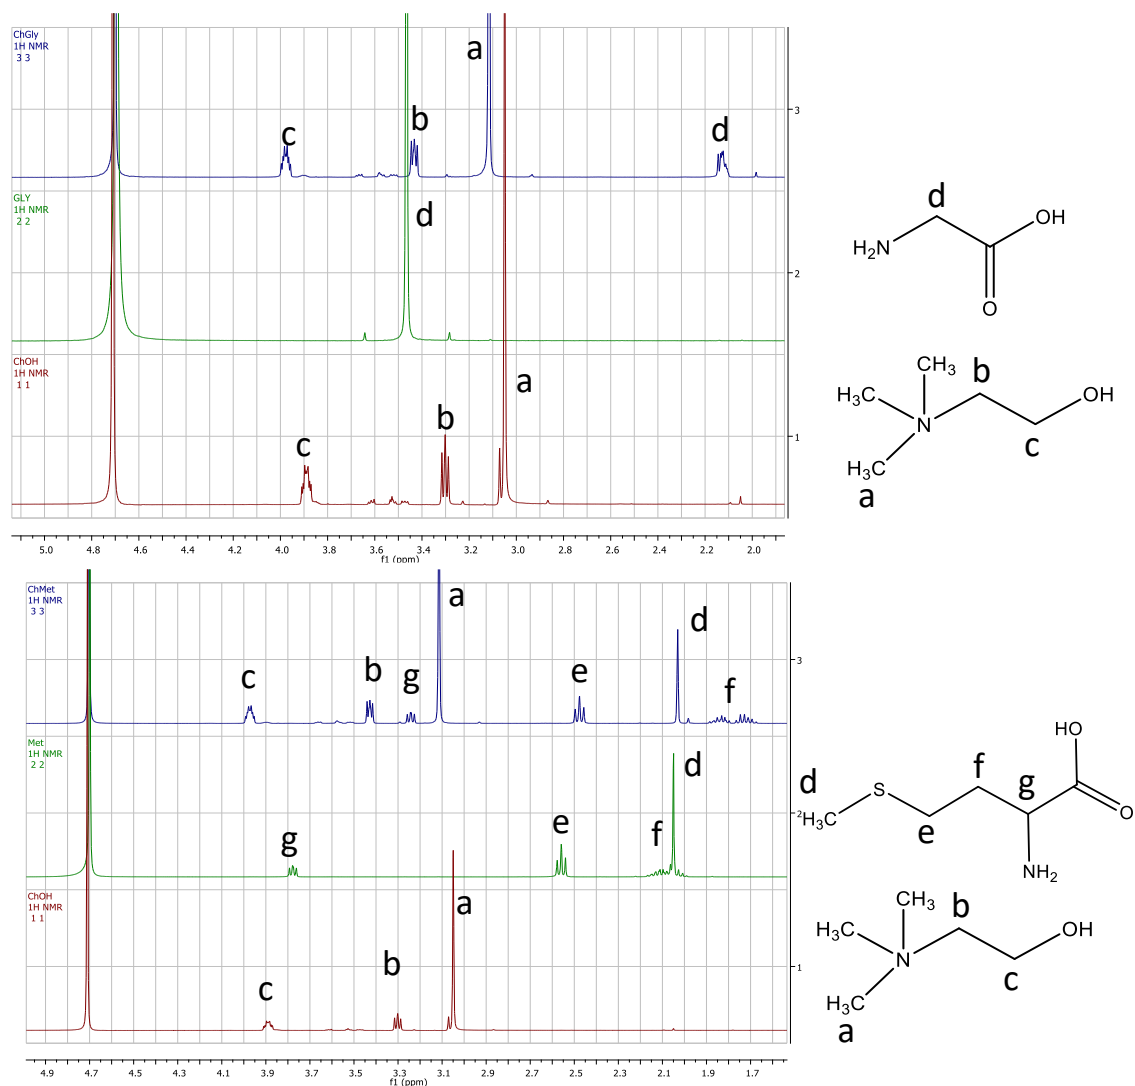 ChGly
1H NMR
3 3
a
b
c
d
3
GLY
1H NMR
2 2
d
2
ChOH
1H NMR
1 1
a
b
c
1
5.0 4.8 4.6 4.4 4.2 4.0 3.8 3.6 3.4 3.2 3.0 2.8 2.6 2.4 2.2 2.0
f1 (ppm)
d
OH
H2N
O
CH3
b
H3C
OH
N
c
H3C
a
ChMet
1H NMR
3 3
a
d
c
b
g
e
f
3
Met
1H NMR
2 2
d
g
e
f
2
ChOH
1H NMR
1 1
a
b
c
1
4.9 4.7 4.5 4.3 4.1 3.9 3.7 3.5 3.3 3.1 2.9 2.7 2.5 2.3 2.1 1.9 1.7
f1 (ppm)
HO
f
d
S
g
H3C
O
e
NH2
CH3
b
H3C
OH
N
c
H3C
a